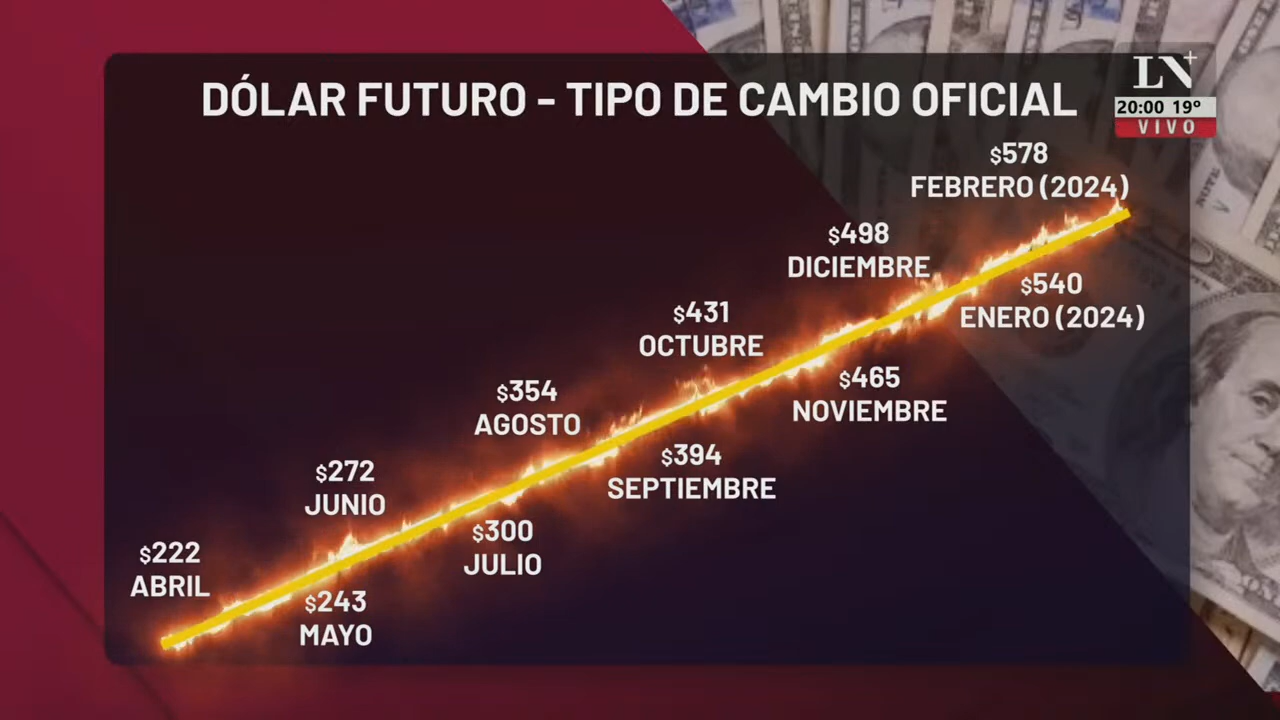 DÓLAR FUTURO - TIPO DE CAMBIO OFICIAL
LN+
20:00 19º
VIVO
$578
FEBRERO (2024)
$498
DICIEMBRE
$540
ENERO (2024)
$431
OCTUBRE
$465
NOVIEMBRE
$354
AGOSTO
$394
SEPTIEMBRE
$272
JUNIO
$300
JULIO
$222
ABRIL
$243
MAYO